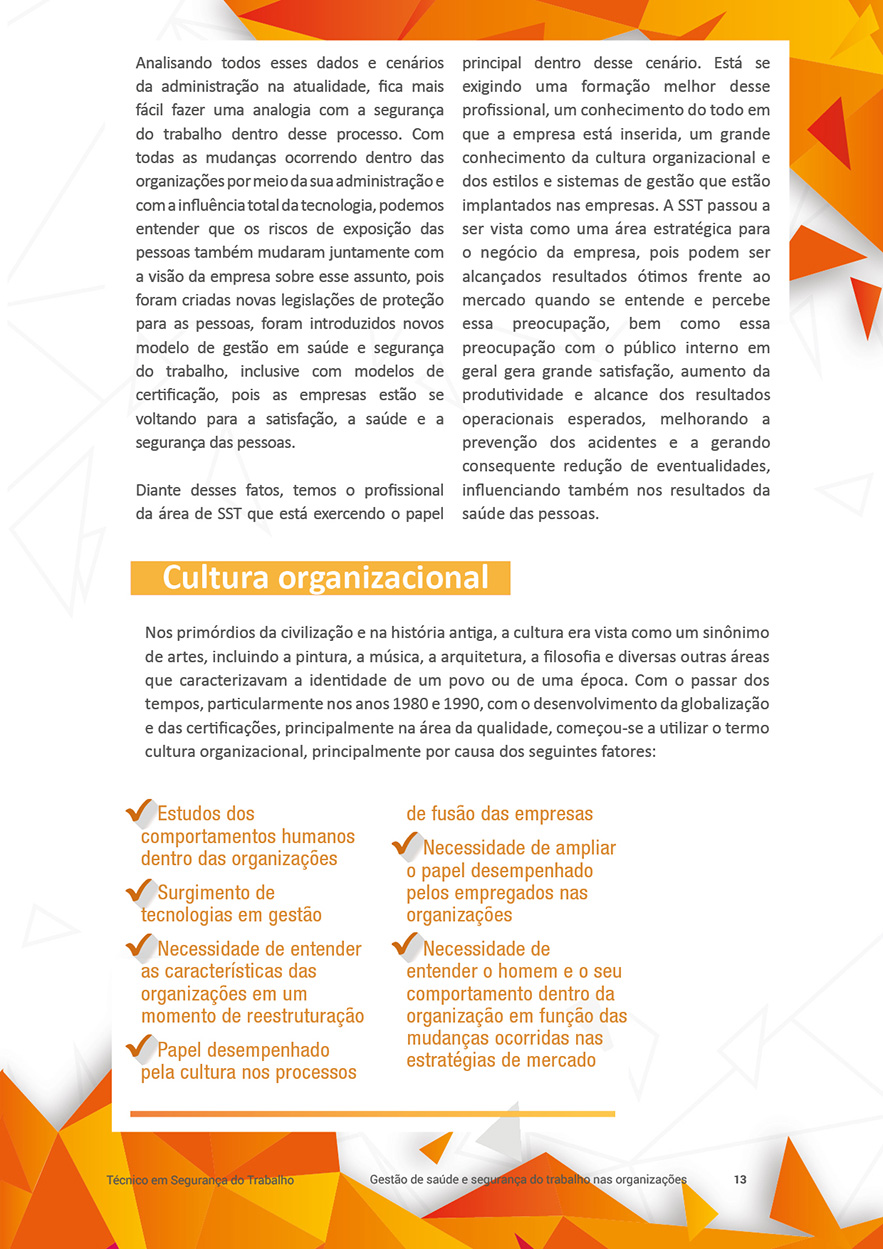 Analisando todos esses dados e cenários
da administração na atualidade, fica mais
fácil fazer uma analogia com a segurança
do trabalho dentro desse processo. Com
todas as mudanças ocorrendo dentro das
organizações por meio da sua administração e
com a influência total da tecnologia, podemos
entender que os riscos de exposição das
pessoas também mudaram juntamente com
a visão da empresa sobre esse assunto, pois
foram criadas novas legislações de proteção
para as pessoas, foram introduzidos novos
modelo de gestão em saúde e segurança
do trabalho, inclusive com modelos de
certificação, pois as empresas estão se
voltando para a satisfação, a saúde e a
segurança das pessoas.
Diante desses fatos, temos o profissional
da área de SST que está exercendo o papel
principal dentro desse cenário. Está se
exigindo uma formação melhor desse
profissional, um conhecimento do todo em
que a empresa está inserida, um grande
conhecimento da cultura organizacional e
dos estilos e sistemas de gestão que estão
implantados nas empresas. A SST passou a
ser vista como uma área estratégica para
o negócio da empresa, pois podem ser
alcançados resultados ótimos frente ao
mercado quando se entende e percebe
essa preocupação, bem como essa
preocupação com o público interno em
geral gera grande satisfação, aumento da
produtividade e alcance dos resultados
operacionais esperados, melhorando a
prevenção dos acidentes e a gerando
consequente redução de eventualidades,
influenciando também nos resultados da
saúde das pessoas.
Cultura organizacional
Nos primórdios da civilização e na história antiga, a cultura era vista como um sinônimo
de artes, incluindo a pintura, a música, a arquitetura, a filosofia e diversas outras áreas
que caracterizavam a identidade de um povo ou de uma época. Com o passar dos
tempos, particularmente nos anos 1980 e 1990, com o desenvolvimento da globalização
e das certificações, principalmente na área da qualidade, começou-se a utilizar o termo
cultura organizacional, principalmente por causa dos seguintes fatores:
Estudos dos
comportamentos humanos
dentro das organizações
Surgimento de
tecnologias em gestão
Necessidade de entender
as características das
organizações em um
momento de reestruturação
Papel desempenhado
pela cultura nos processos
de fusão das empresas
Necessidade de ampliar
o papel desempenhado
pelos empregados nas
organizações
Necessidade de
entender o homem e o seu
comportamento dentro da
organização em função das
mudanças ocorridas nas
estratégias de mercado
Técnico em Segurança do Trabalho
Gestão de saúde e segurança do trabalho nas organizações
13